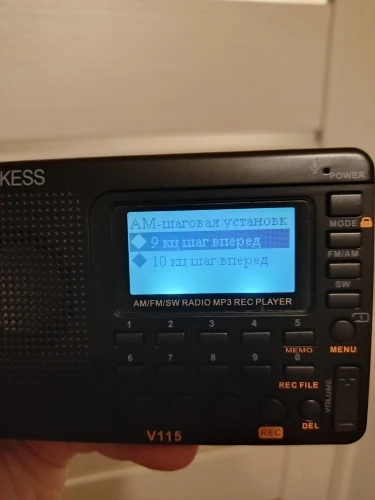 KESS
POWER
АМ-шаговая установк
9 кц шаг вперед
10 кц шаг вперед
MODE
FM/AM
SW
AM/FM/SW RADIO MP3 REC PLAYER
1 2 3 4 5
MEMO
MENU
6 7 8 9 0
REC FILE
VOLUME
V115
REC
DEL